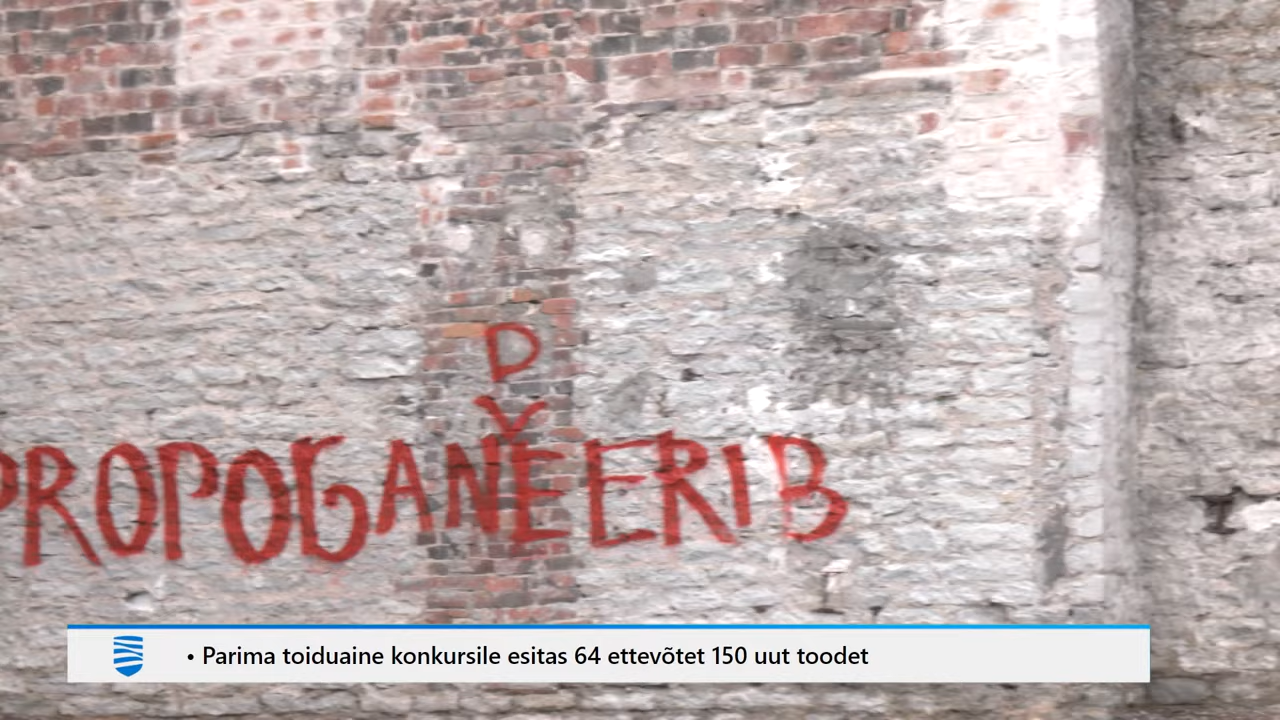 D
PROPOGANEERIB
• Parima toiduaine konkursile esitas 64 ettevõtet 150 uut toodet